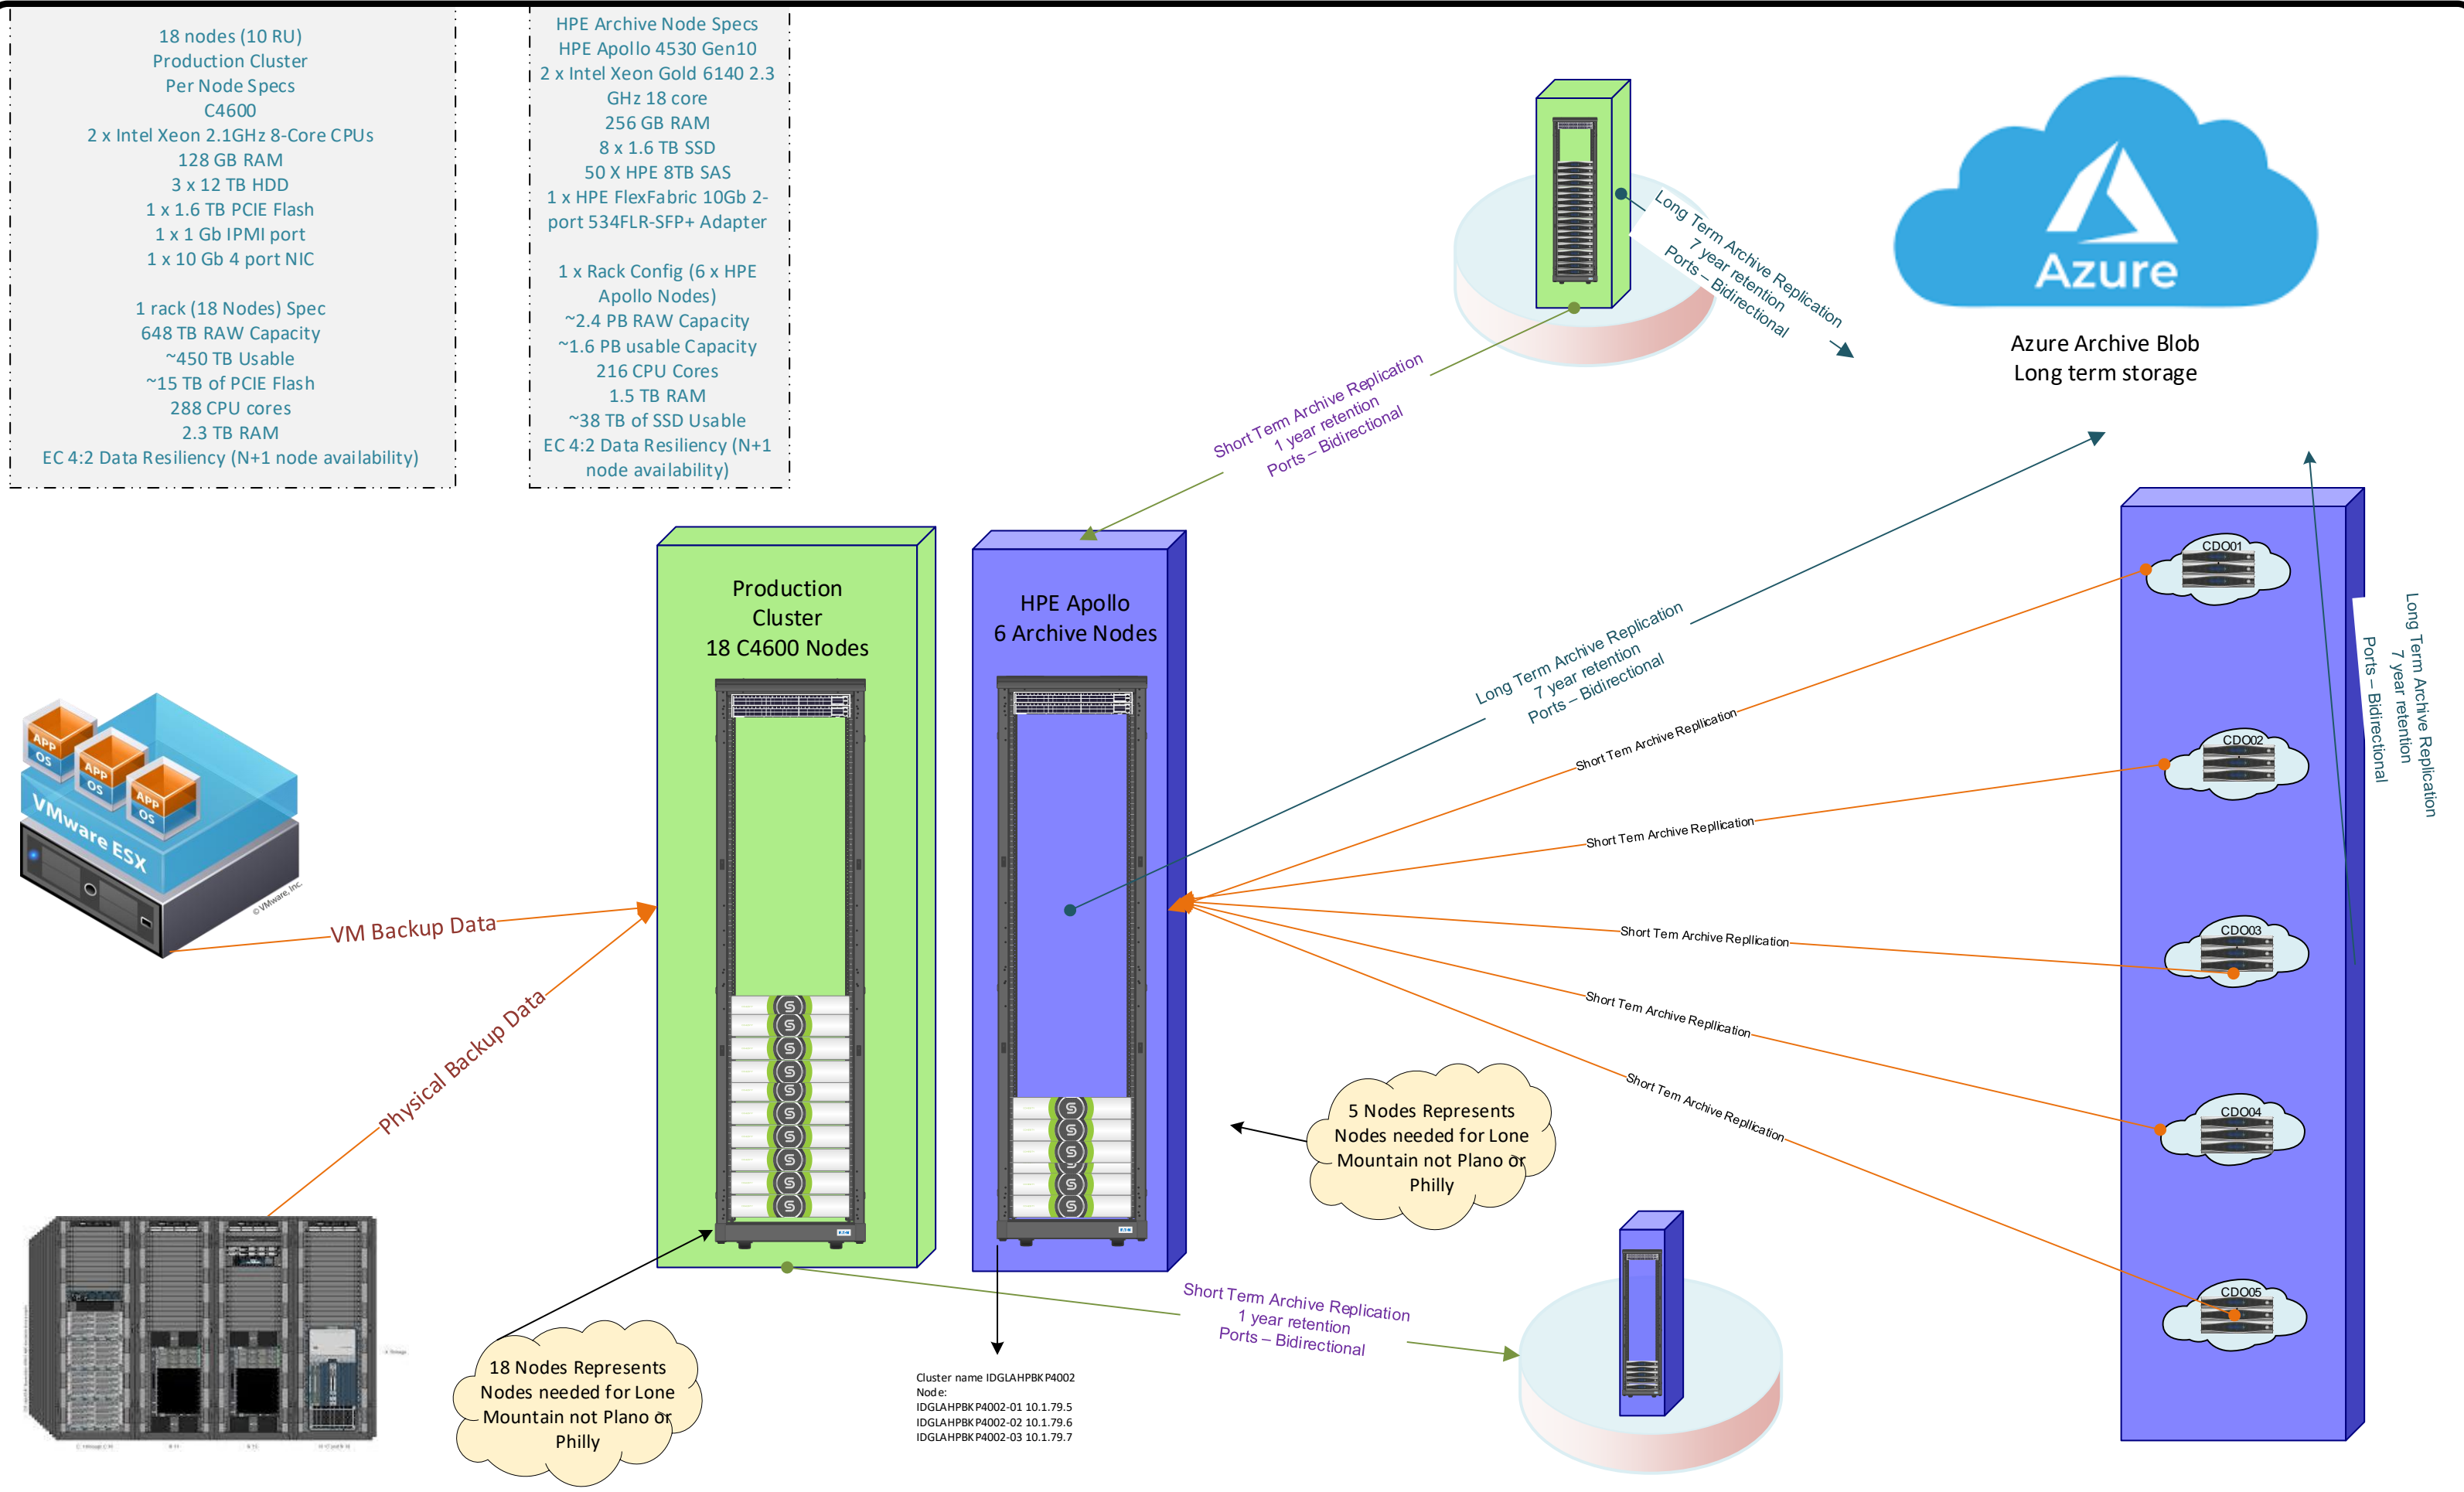 18 nodes (10 RU)
Production Cluster
Per Node Specs
C4600
2 x Intel Xeon 2.1GHz 8-Core CPUs
128 GB RAM
3 x 12 TB HDD
1 x 1.6 TB PCIE Flash
1 x 1 Gb IPMI port
1 x 10 Gb 4 port NIC
1 rack (18 Nodes) Spec
648 TB RAW Capacity
~450 TB Usable
~15 TB of PCIE Flash
288 CPU cores
2.3 TB RAM
EC 4:2 Data Resiliency (N+1 node availability)
HPE Archive Node Specs
HPE Apollo 4530 Gen10
2 x Intel Xeon Gold 6140 2.3
GHz 18 core
256 GB RAM
8 x 1.6 TB SSD
50 X HPE 8TB SAS
1 x HPE FlexFabric 10Gb 2-
port 534FLR-SFP+ Adapter
1 x Rack Config (6 x HPE
Apollo Nodes)
~2.4 PB RAW Capacity
~1.6 PB usable Capacity
216 CPU Cores
1.5 TB RAM
~38 TB of SSD Usable
EC 4:2 Data Resiliency (N+1
node availability)
Long Term Archive Replication
7 year retention
Ports – Bidirectional
Azure
Azure Archive Blob
Long term storage
Short Term Archive Replication
1 year retention
Ports – Bidirectional
Production
Cluster
18 C4600 Nodes
HPE Apollo
6 Archive Nodes
Long Term Archive Replication
7 year retention
Ports – Bidirectional
CDO01
CDO02
CDO03
CDO04
CDO05
Long Term Archive Replication
7 year retention
Ports – Bidirectional
Short Tem Archive Repllication
Short Tem Archive Repllication
Short Tem Archive Repllication
Short Tem Archive Repllication
Short Tem Archive Repllication
APP
OS
APP
OS
APP
OS
VMware ESX
© VMware, Inc.
VM Backup Data
Physical Backup Data
5 Nodes Represents
Nodes needed for Lone
Mountain not Plano or
Philly
18 Nodes Represents
Nodes needed for Lone
Mountain not Plano or
Philly
Short Term Archive Replication
1 year retention
Ports – Bidirectional
Cluster name IDGLAHPBKP4002
Node:
IDGLAHPBKP4002-01 10.1.79.5
IDGLAHPBKP4002-02 10.1.79.6
IDGLAHPBKP4002-03 10.1.79.7